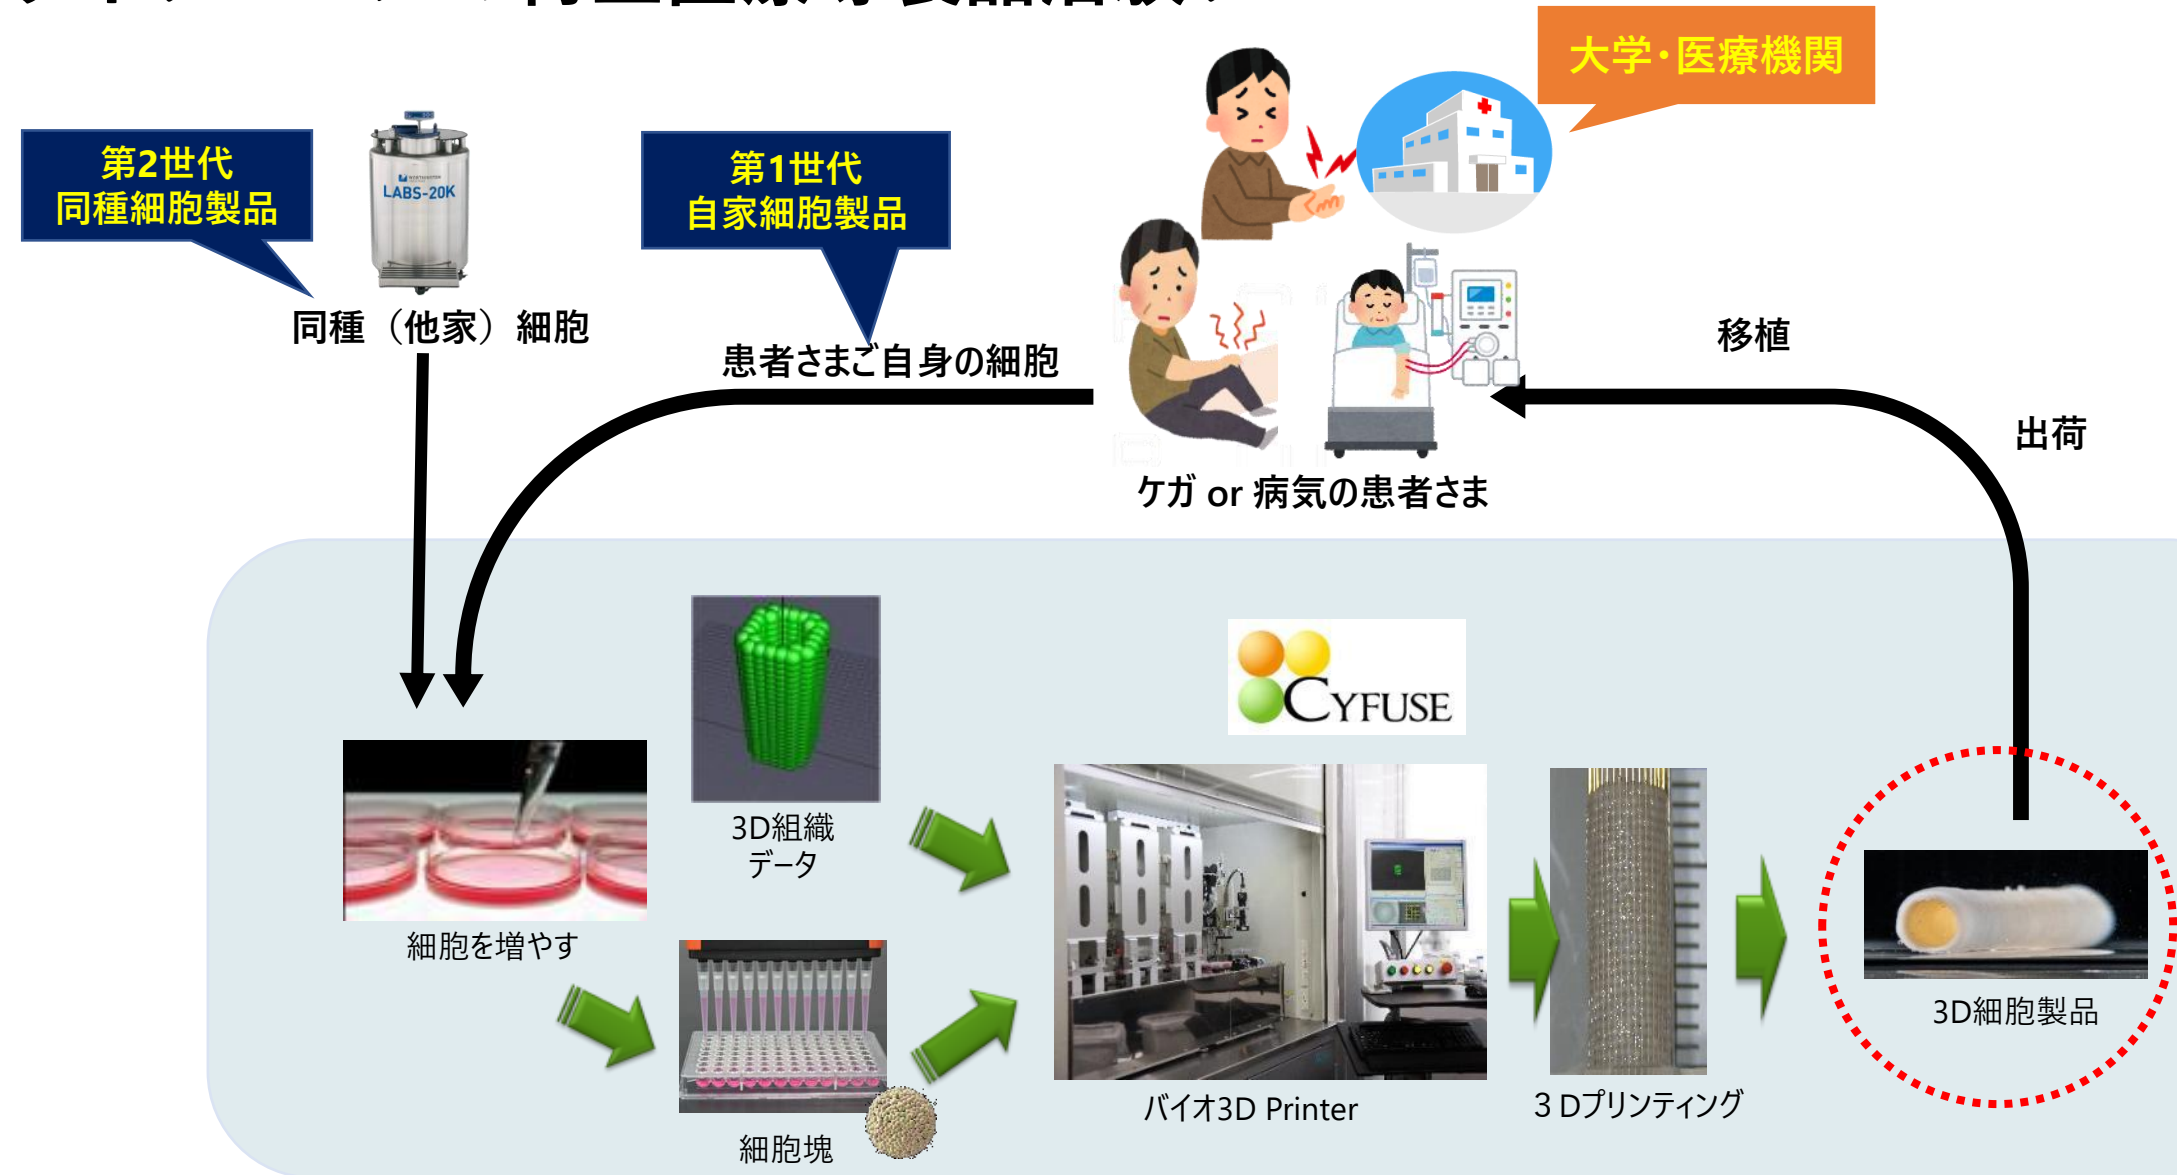 大学・医療機関
第2世代
同種細胞製品
LABS-20K
第1世代
自家細胞製品
同種（他家）細胞
患者さまご自身の細胞
移植
出荷
ケガ or 病気の患者さま
CYFUSE
3D組織
データ
細胞を増やす
細胞塊
バイオ3D Printer
３Dプリンティング
3D細胞製品